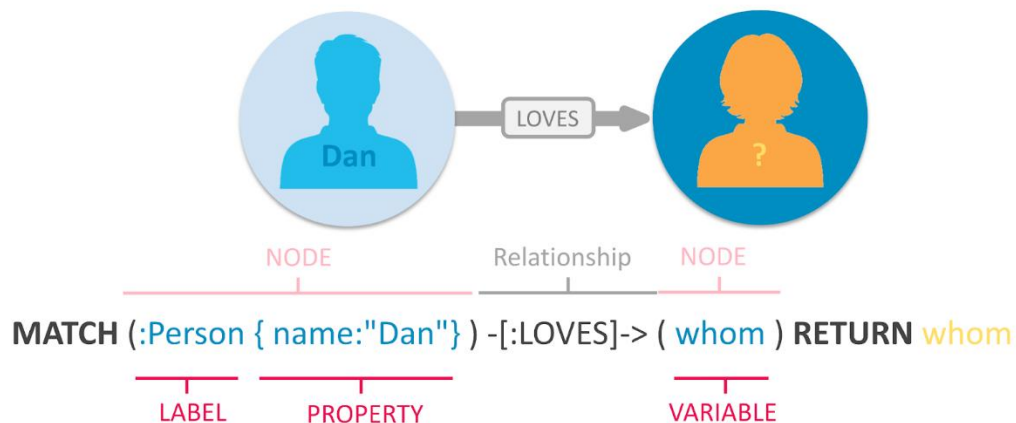 LOVES
Dan
?
NODE Relationship NODE
MATCH (:Person { name:"Dan"} ) -[:LOVES]-> ( whom ) RETURN whom
LABEL PROPERTY VARIABLE